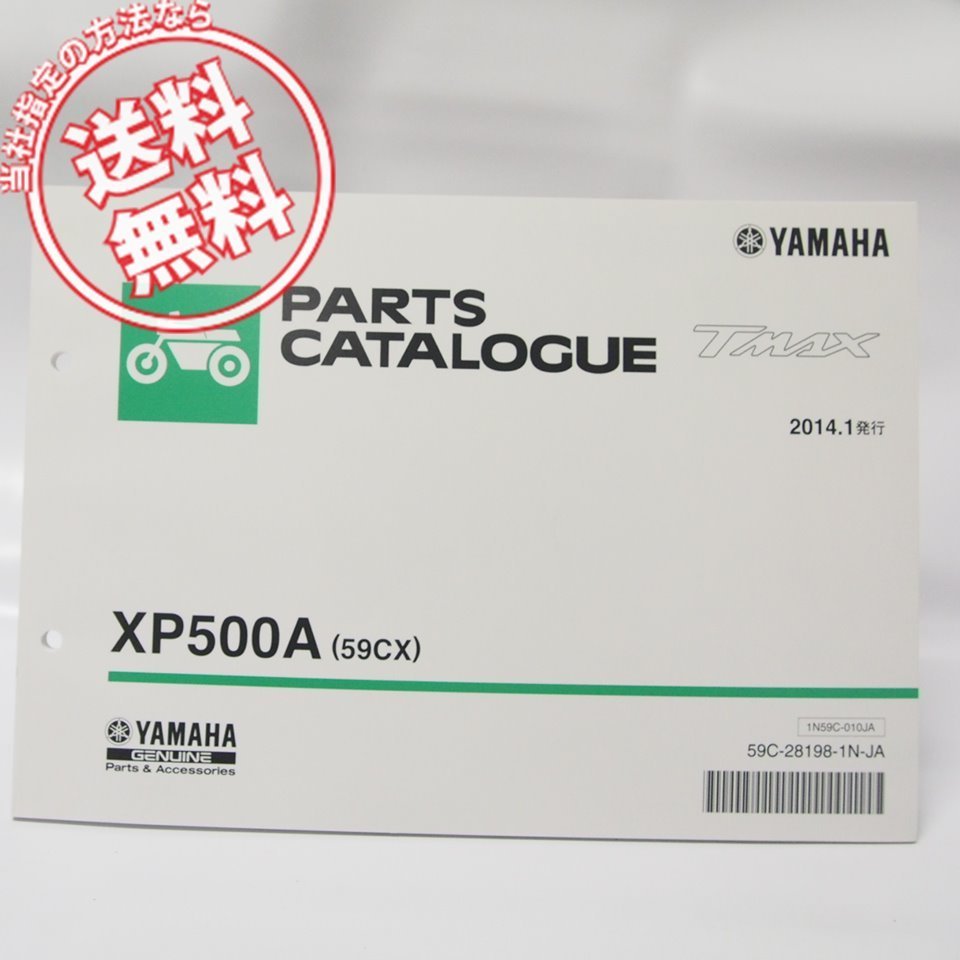 当社指定の方法なら
送料
無料
YAMAHA
PARTS
CATALOGUE
TMAX
2014.1発行
XP500A (59CX)
YAMAHA
GENUINE
Parts & Accessories
1N59C-010JA
59C-28198-1N-JA